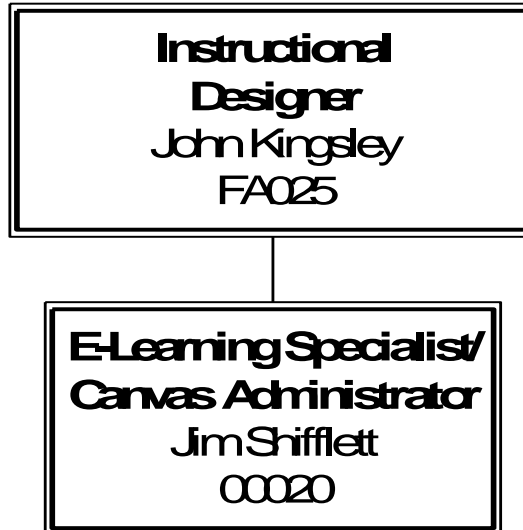 Instructional
Designer
John Kingsley
FA025
E-Learning Specialist/
Canvas Administrator
Jim Shifflett
00020